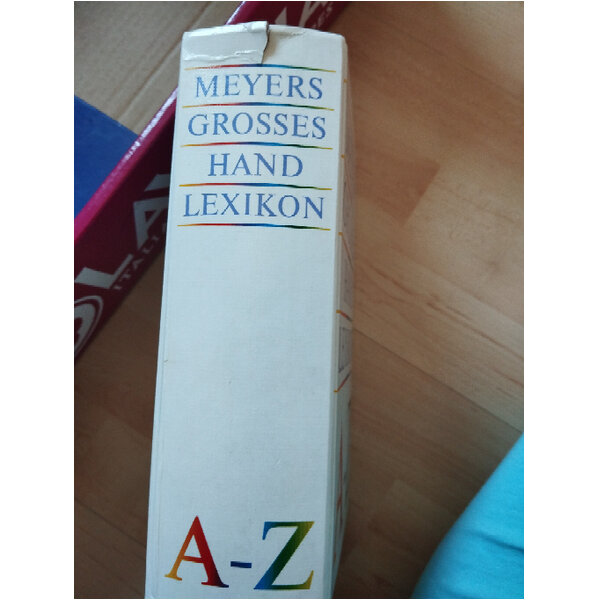 MEYERS
GROSSES
HAND
LEXIKON
A-Z